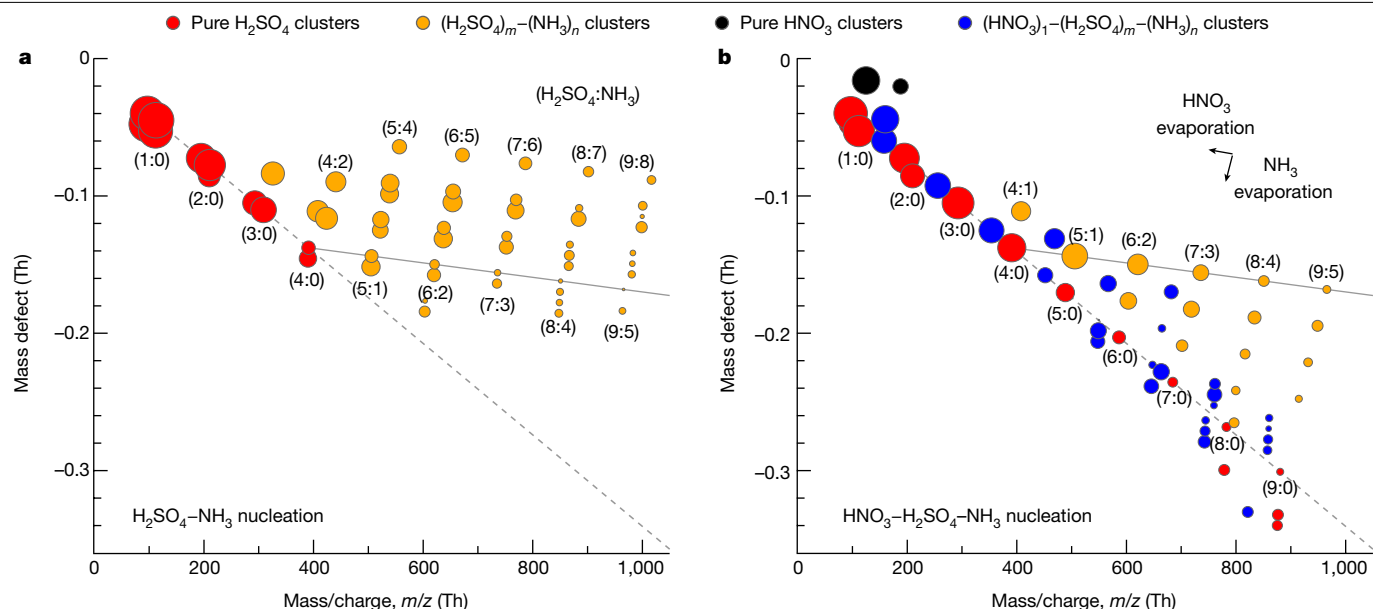 Pure H₂SO₄ clusters (H₂SO₄)ₘ–(NH₃)ₙ clusters Pure HNO₃ clusters (HNO₃)₁–(H₂SO₄)ₘ–(NH₃)ₙ clusters
a
0
–0.1
–0.2
–0.3
Mass defect (Th)
(H₂SO₄:NH₃)
(5:4) (6:5) (7:6) (8:7) (9:8)
(4:2)
(1:0)
(2:0)
(3:0)
(4:0) (5:1) (6:2) (7:3) (8:4) (9:5)
H₂SO₄–NH₃ nucleation
0 200 400 600 800 1,000
Mass/charge, m/z (Th)
b
0
–0.1
–0.2
–0.3
Mass defect (Th)
HNO₃
evaporation
NH₃
evaporation
(1:0)
(2:0)
(3:0)
(4:1)
(5:1) (6:2) (7:3) (8:4) (9:5)
(4:0)
(5:0)
(6:0)
(7:0)
(8:0)
(9:0)
HNO₃–H₂SO₄–NH₃ nucleation
0 200 400 600 800 1,000
Mass/charge, m/z (Th)